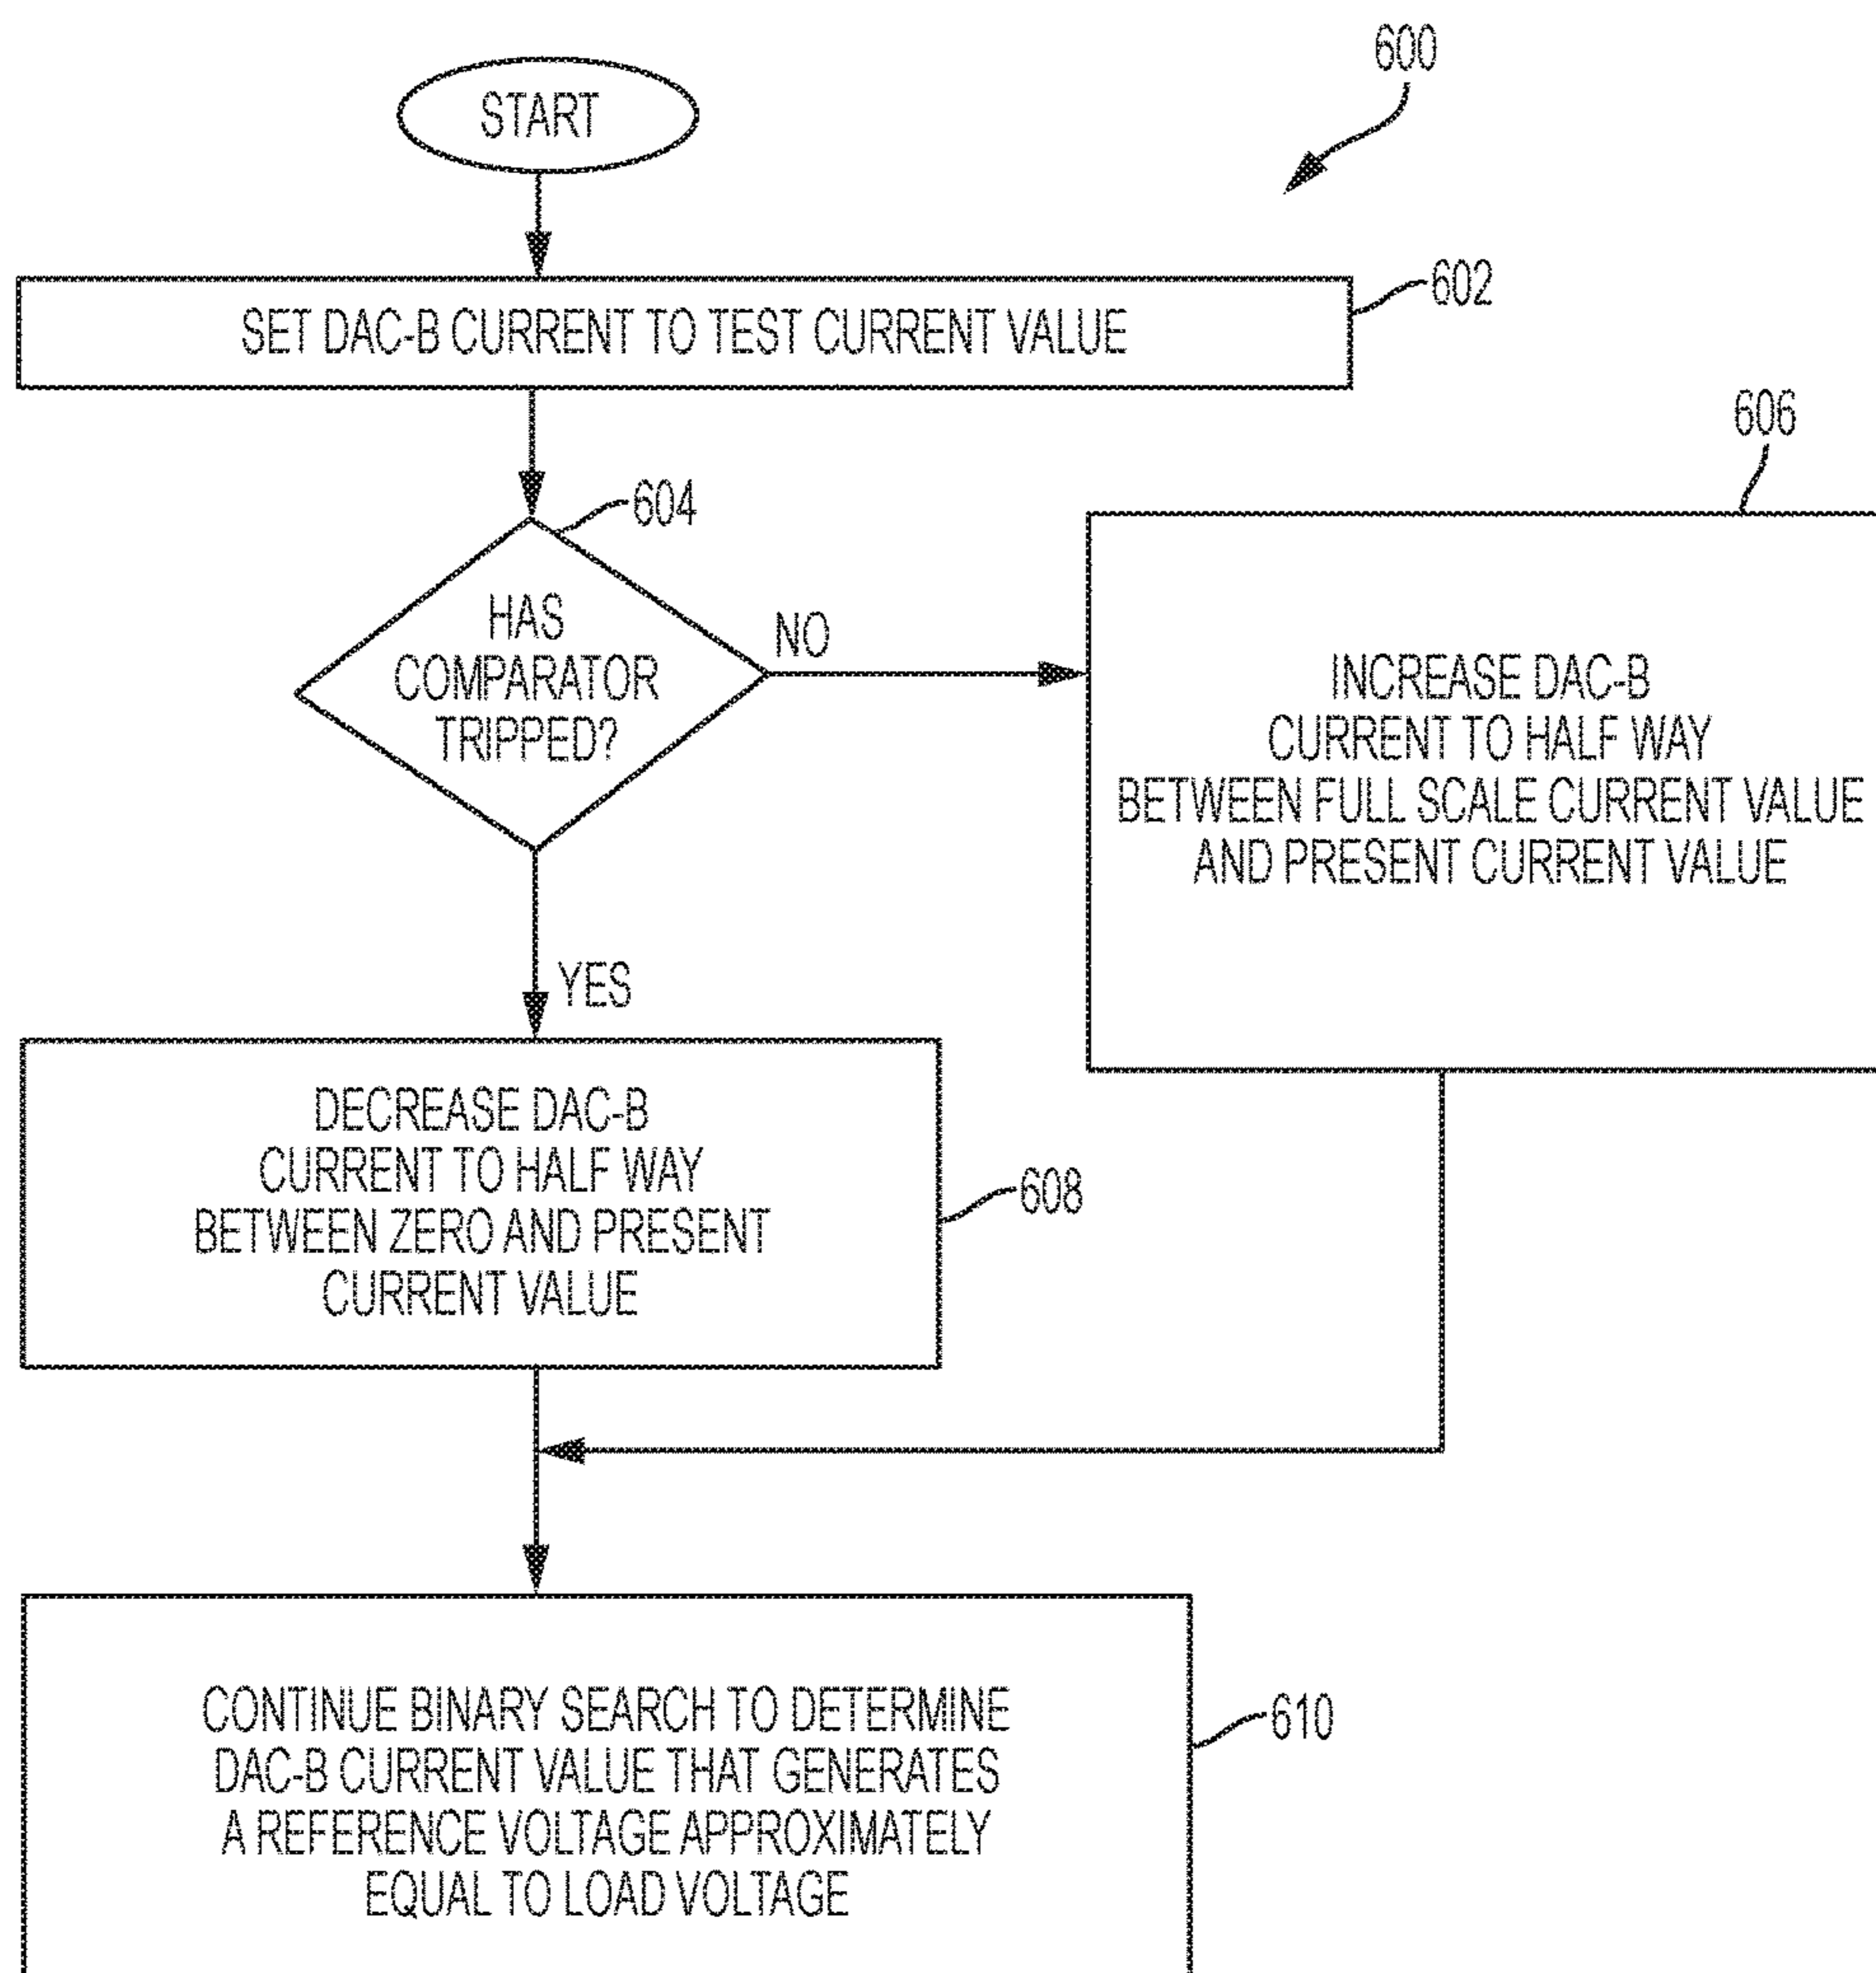 600
START
602
SET DAC-B CURRENT TO TEST CURRENT VALUE
606
604
HAS
COMPARATOR
TRIPPED?
NO
INCREASE DAC-B
CURRENT TO HALF WAY
BETWEEN FULL SCALE CURRENT VALUE
AND PRESENT CURRENT VALUE
YES
DECREASE DAC-B
CURRENT TO HALF WAY
BETWEEN ZERO AND PRESENT
CURRENT VALUE
608
CONTINUE BINARY SEARCH TO DETERMINE
DAC-B CURRENT VALUE THAT GENERATES
A REFERENCE VOLTAGE APPROXIMATELY
EQUAL TO LOAD VOLTAGE
610